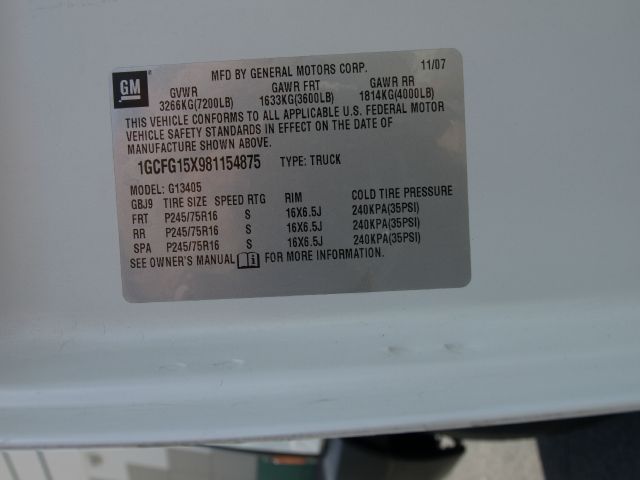 GM
MFD BY GENERAL MOTORS CORP. 11/07
GVWR GAWR FRT GAWR RR
3266KG(7200LB) 1633KG(3600LB) 1814KG(4000LB)
THIS VEHICLE CONFORMS TO ALL APPLICABLE U.S. FEDERAL MOTOR
VEHICLE SAFETY STANDARDS IN EFFECT ON THE DATE OF
MANUFACTURE SHOWN ABOVE.
1GCFG15X981154875 TYPE: TRUCK
MODEL: G13405
GBJ9 TIRE SIZE SPEED RTG RIM COLD TIRE PRESSURE
FRT P245/75R16 S 16X6.5J 240KPA(35PSI)
RR P245/75R16 S 16X6.5J 240KPA(35PSI)
SPA P245/75R16 S 16X6.5J 240KPA(35PSI)
SEE OWNER'S MANUAL FOR MORE INFORMATION.